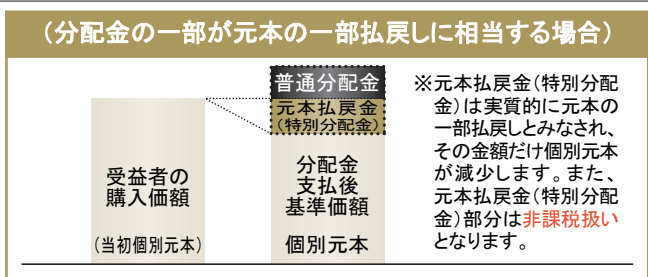 (分配金の一部が元本の一部払戻しに相当する場合)
受益者の
購入価額
(当初個別元本)
普通分配金
元本払戻金
(特別分配金)
分配金
支払後
基準価額
個別元本
※元本払戻金(特別分配
金)は実質的に元本の
一部払戻しとみなされ、
その金額だけ個別元本
が減少します。また、
元本払戻金(特別分配
金)部分は非課税扱い
となります。